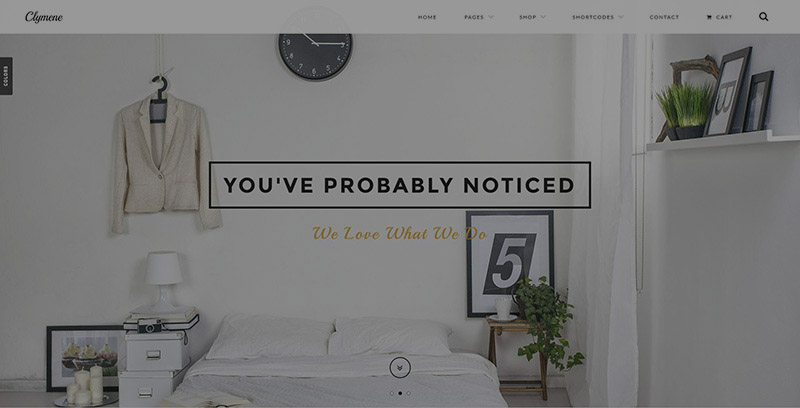 Clymene
HOME PAGES SHOP SHORTCODES CONTACT CART
COLORS
YOU'VE PROBABLY NOTICED
We Love What We Do
5